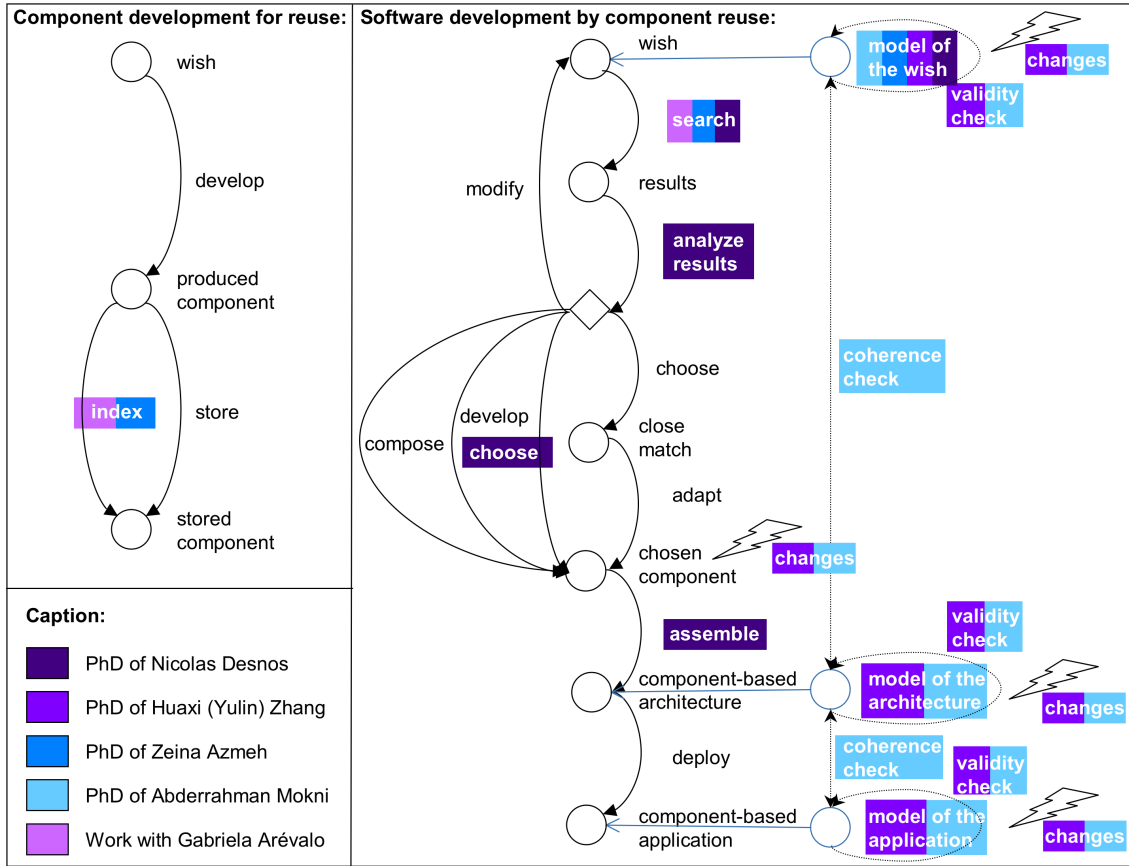 Component development for reuse:
wish
develop
produced
component
index
store
stored
component
Caption:
PhD of Nicolas Desnos
PhD of Huaxi (Yulin) Zhang
PhD of Zeina Azmeh
PhD of Abderrahman Mokni
Work with Gabriela Arévalo
Software development by component reuse:
wish
model of
the wish
changes
validity
check
search
modify
results
analyze
results
choose
coherence
check
develop
compose
choose
close
match
adapt
chosen
component
changes
validity
check
assemble
component-based
architecture
model of the
architecture
changes
deploy
coherence
check
validity
check
component-based
application
model of the
application
changes